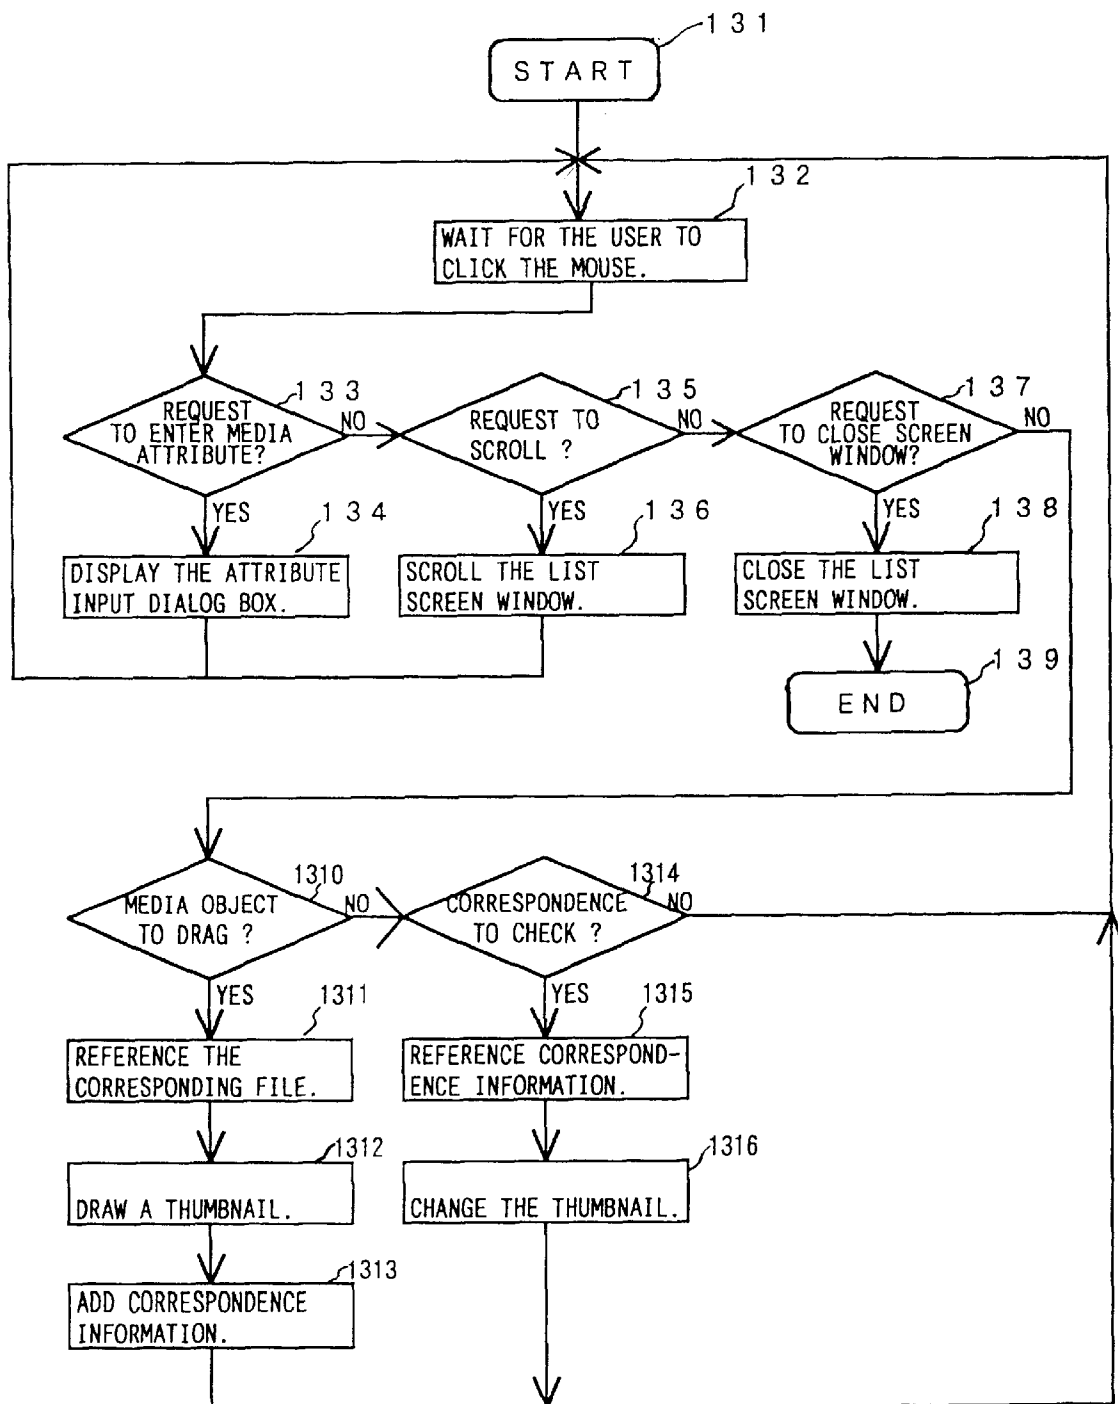 131
START
132
WAIT FOR THE USER TO
CLICK THE MOUSE.
133
REQUEST
TO ENTER MEDIA
ATTRIBUTE?
NO
YES
135
REQUEST TO
SCROLL ?
NO
YES
137
REQUEST
TO CLOSE SCREEN
WINDOW?
NO
YES
134
DISPLAY THE ATTRIBUTE
INPUT DIALOG BOX.
136
SCROLL THE LIST
SCREEN WINDOW.
138
CLOSE THE LIST
SCREEN WINDOW.
139
END
1310
MEDIA OBJECT
TO DRAG ?
NO
YES
1314
CORRESPONDENCE
TO CHECK ?
NO
YES
1311
REFERENCE THE
CORRESPONDING FILE.
1315
REFERENCE CORRESPOND-
ENCE INFORMATION.
1312
DRAW A THUMBNAIL.
1316
CHANGE THE THUMBNAIL.
1313
ADD CORRESPONDENCE
INFORMATION.